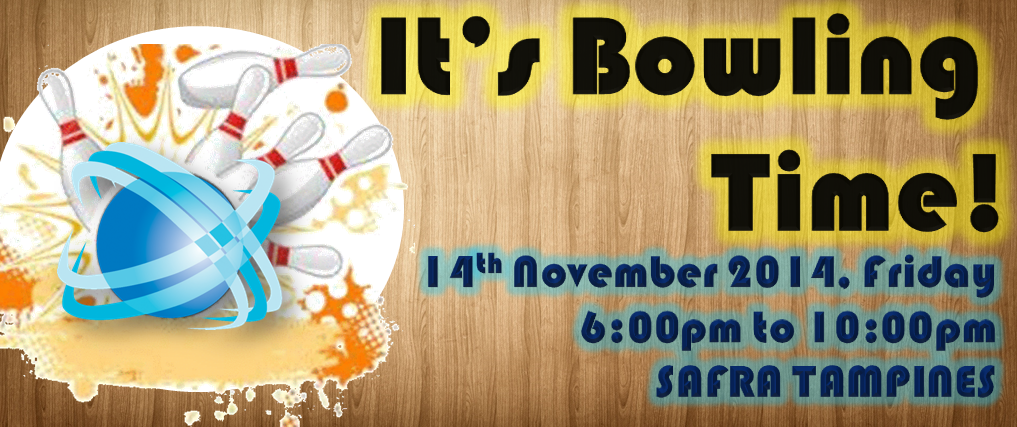 It's Bowling
Time!
14th November 2014, Friday
6:00pm to 10:00pm
SAFRA TAMPINES